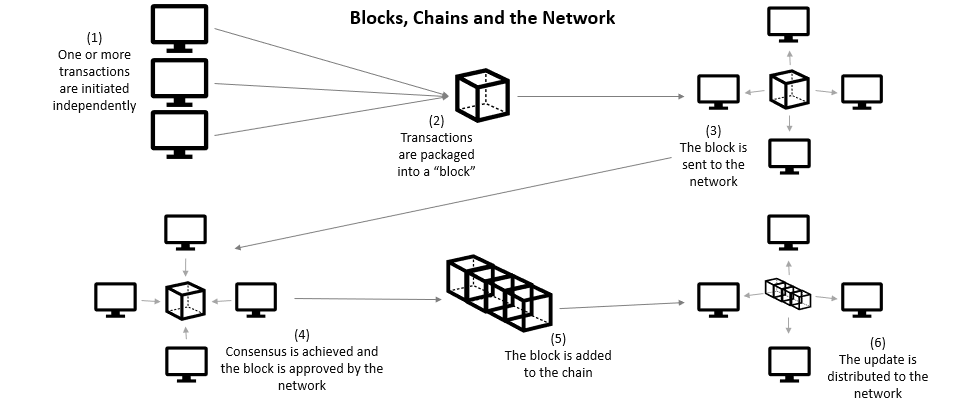 Blocks, Chains and the Network
(1)
One or more
transactions
are initiated
independently
(2)
Transactions
are packaged
into a “block”
(3)
The block is
sent to the
network
(4)
Consensus is achieved and
the block is approved by the
network
(5)
The block is added
to the chain
(6)
The update is
distributed to the
network